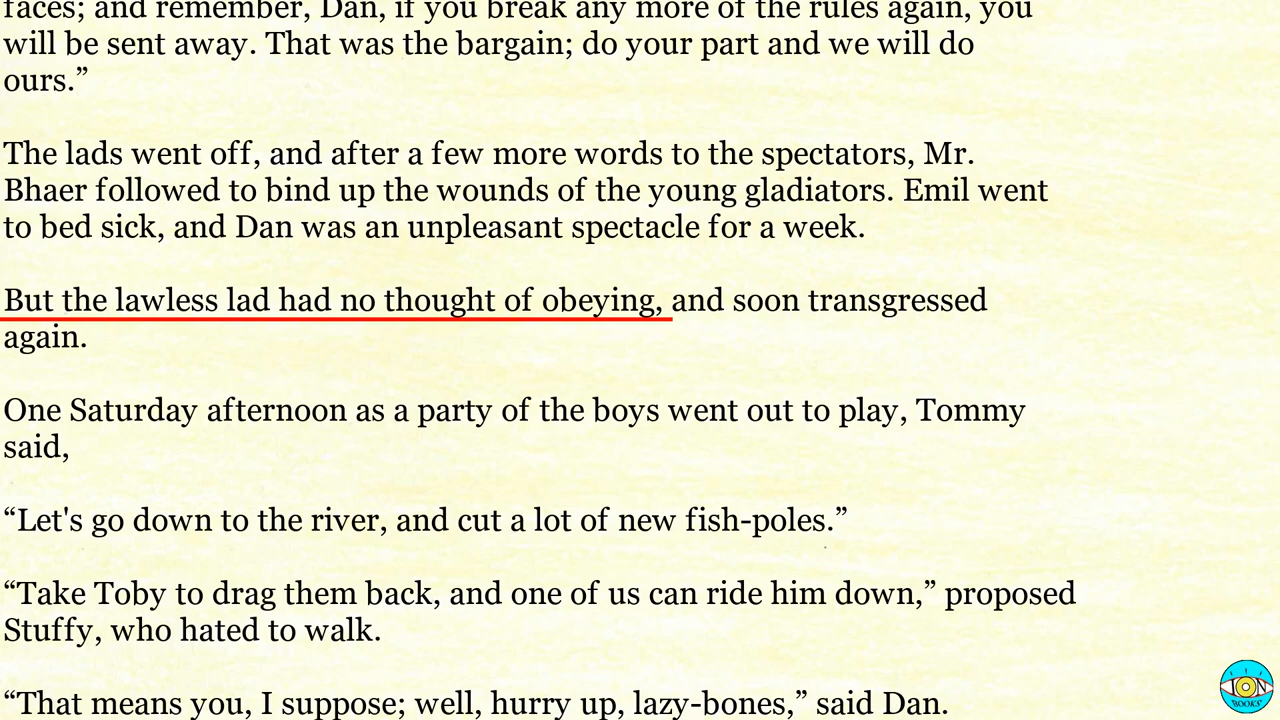 faces; and remember, Dan, if you break any more of the rules again, you
will be sent away. That was the bargain; do your part and we will do
ours.”
The lads went off, and after a few more words to the spectators, Mr.
Bhaer followed to bind up the wounds of the young gladiators. Emil went
to bed sick, and Dan was an unpleasant spectacle for a week.
But the lawless lad had no thought of obeying, and soon transgressed
again.
One Saturday afternoon as a party of the boys went out to play, Tommy
said,
“Let's go down to the river, and cut a lot of new fish-poles.”
“Take Toby to drag them back, and one of us can ride him down,” proposed
Stuffy, who hated to walk.
“That means you, I suppose; well, hurry up, lazy-bones,” said Dan.
ION
BOOKS